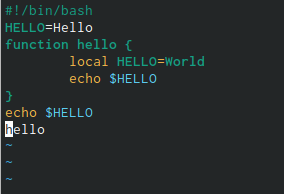 #!/bin/bash
HELLO=Hello
function hello {
        local HELLO=World
        echo $HELLO
}
echo $HELLO
hello
~
~
~